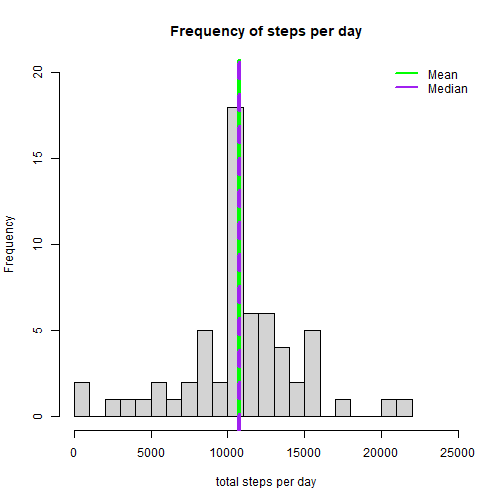 Frequency of steps per day
Mean
Median
Frequency
20
15
10
5
0
0 5000 10000 15000 20000 25000
total steps per day